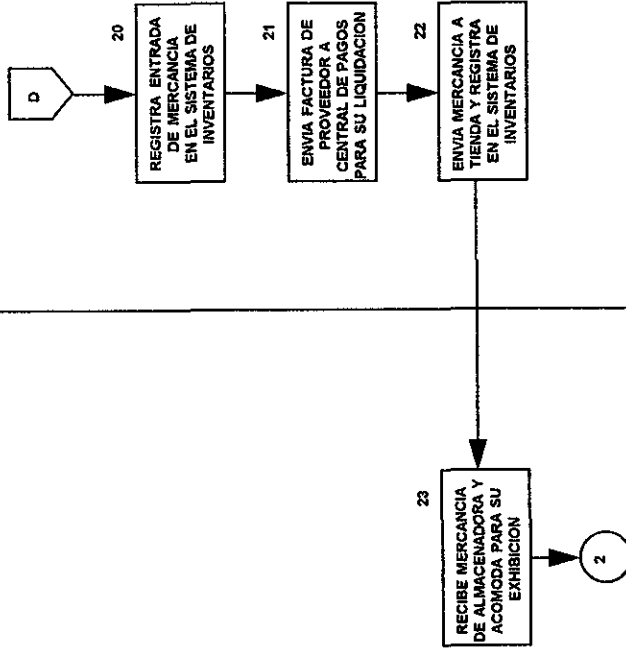 D
20
REGISTRA ENTRADA
DE MERCANCIA
EN EL SISTEMA DE
INVENTARIOS
21
ENVIA FACTURA DE
PROVEEDOR A
CENTRAL DE PAGOS
PARA SU LIQUIDACION
22
ENVIA MERCANCIA A
TIENDA Y REGISTRA
EN EL SISTEMA DE
INVENTARIOS
23
RECIBE MERCANCIA
DE ALMACENADORA Y
ACOMODA PARA SU
EXHIBICION
2